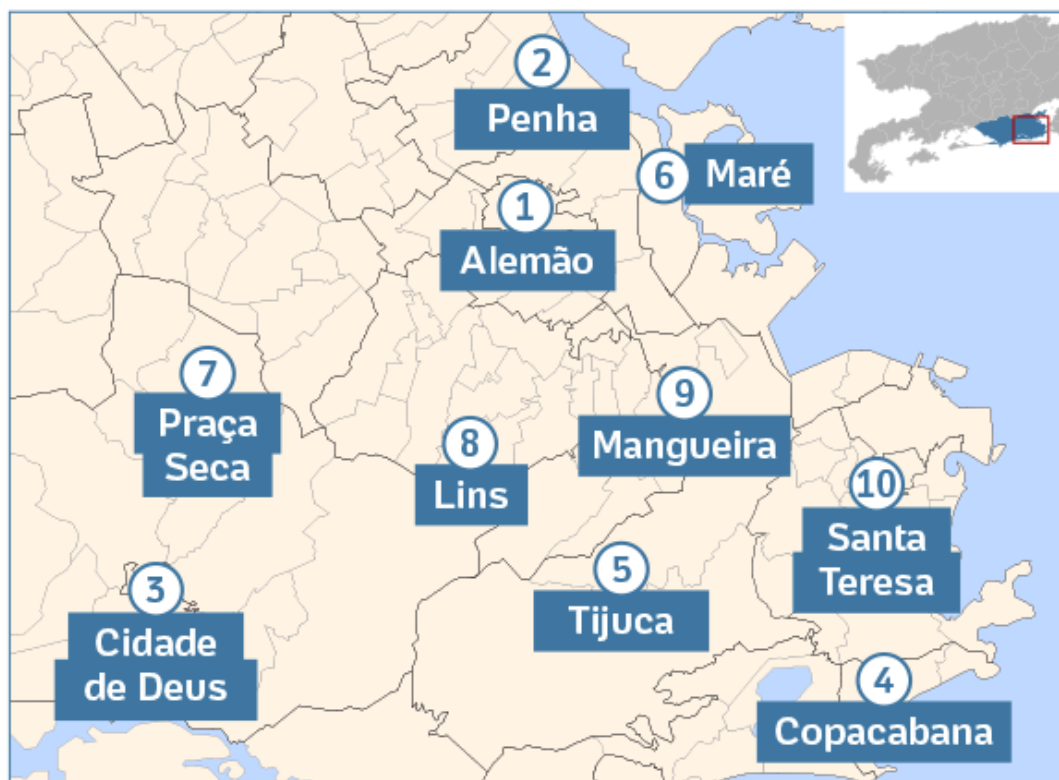 2
Penha
6
Maré
1
Alemão
7
Praça
Seca
9
Mangueira
8
Lins
10
Santa
Teresa
5
Tijuca
3
Cidade
de Deus
4
Copacabana